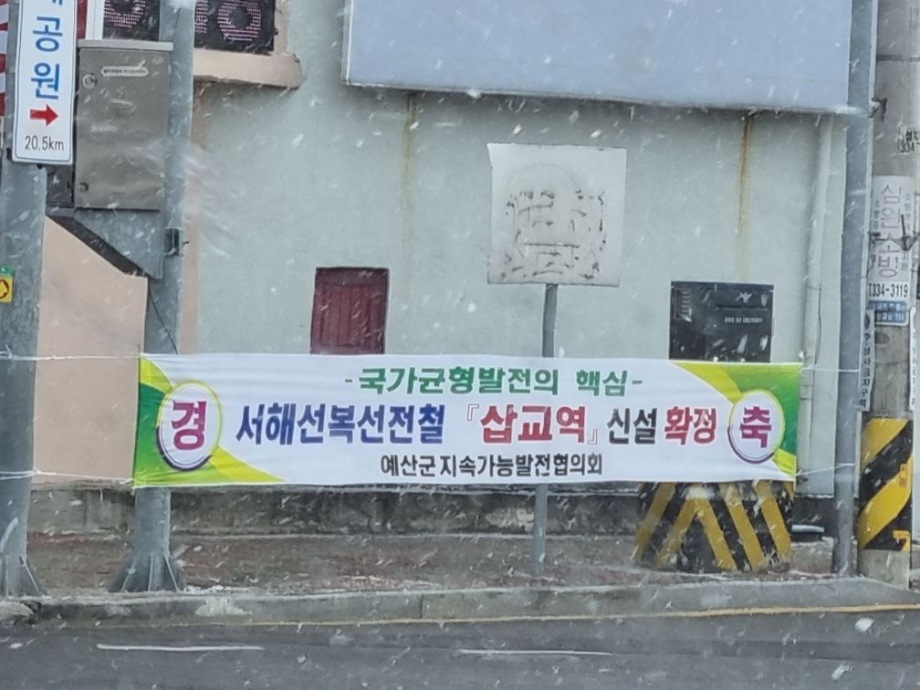 공원
20.5km
-국가균형발전의 핵심-
경 서해선복선전철 『삽교역』 신설 확정 축
예산군 지속가능발전협의회
T334-3119